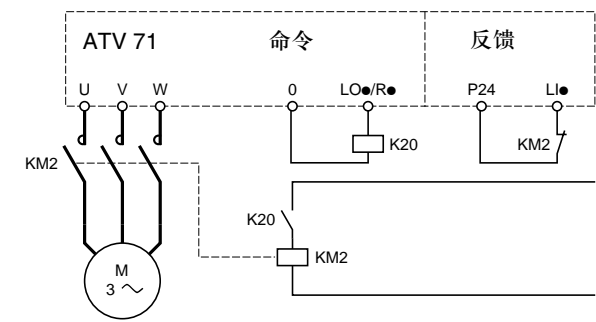 ATV 71 命令 反馈
U V W 0 LO●/R● P24 LI●
K20 KM2
KM2
K20
KM2
M
3 ~